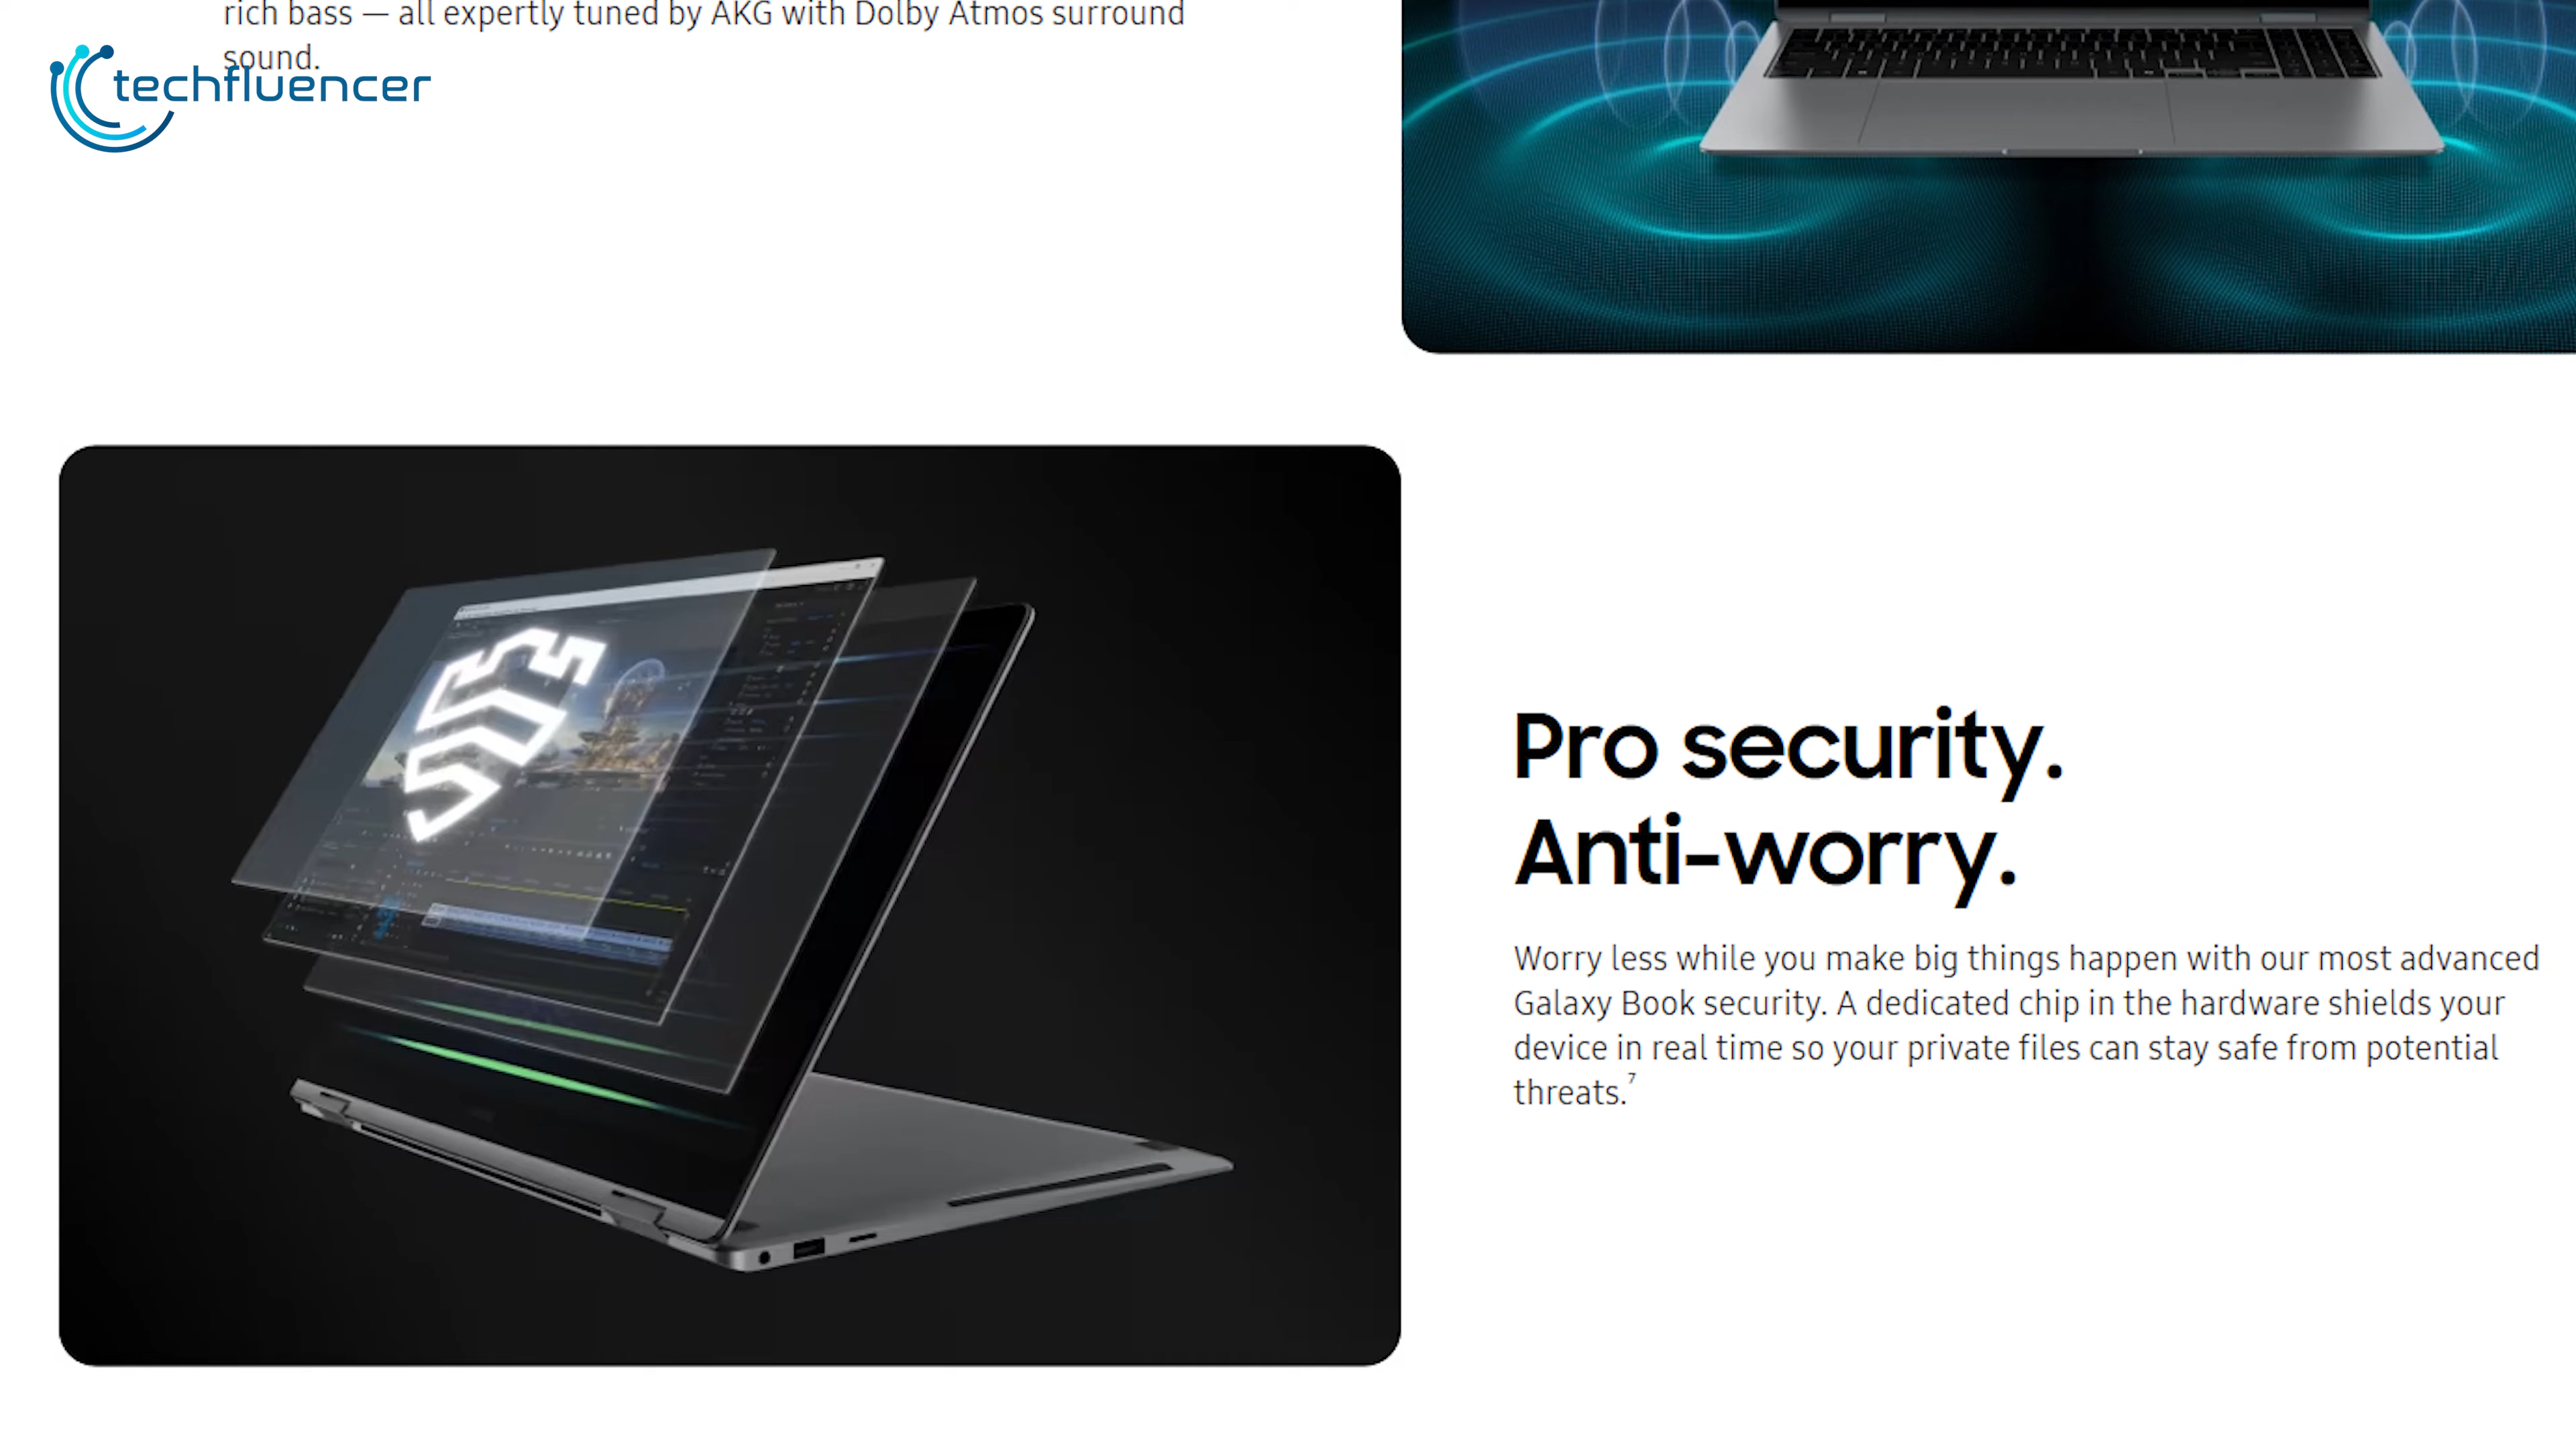 rich bass — all expertly tuned by AKG with Dolby Atmos surround
sound.
techfluencer
Pro security.
Anti-worry.
Worry less while you make big things happen with our most advanced
Galaxy Book security. A dedicated chip in the hardware shields your
device in real time so your private files can stay safe from potential
threats.⁷